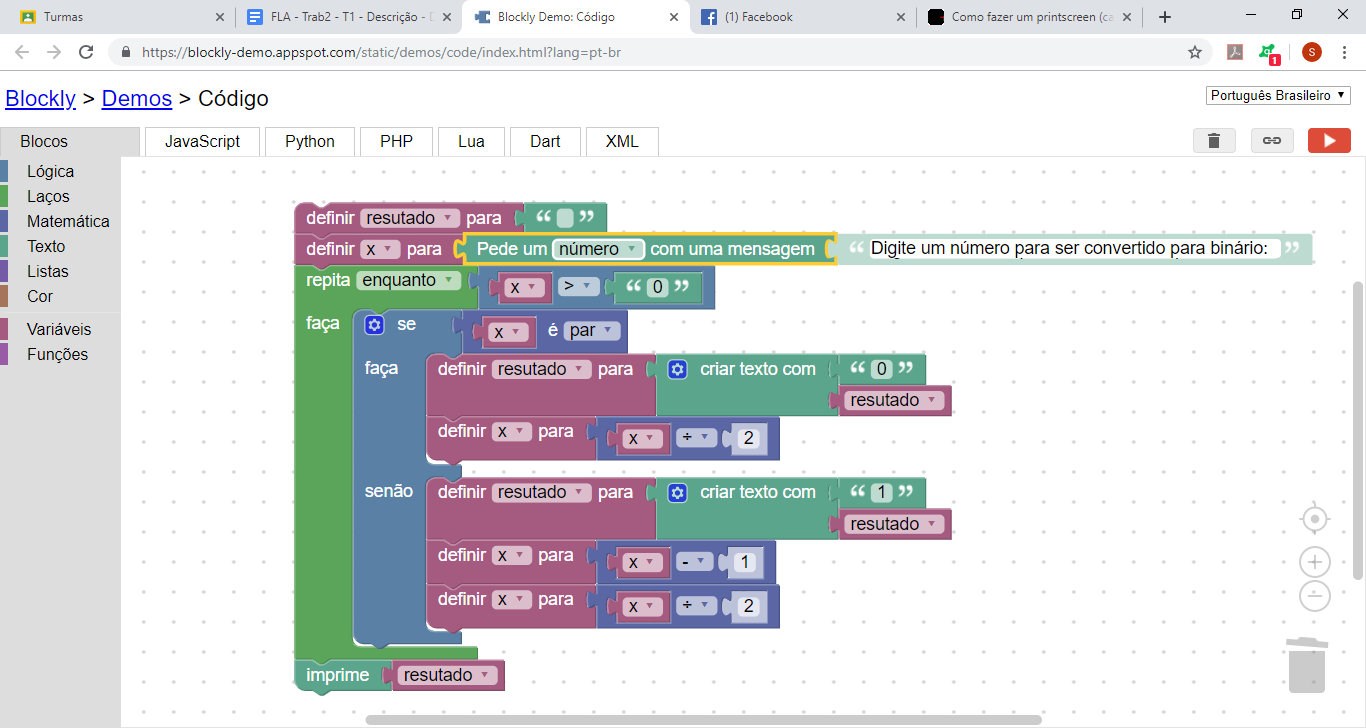 Turmas
FLA - Trab2 - T1 - Descrição - D
Blockly Demo: Código
(1) Facebook
Como fazer um printscreen (ca
https://blockly-demo.appspot.com/static/demos/code/index.html?lang=pt-br
1
S
Blockly > Demos > Código
Português Brasileiro
Blocos
JavaScript
Python
PHP
Lua
Dart
XML
Lógica
Laços
Matemática
Texto
Listas
Cor
Variáveis
Funções
definir resutado para “ ”
definir x para Pede um número com uma mensagem “ Digite um número para ser convertido para binário: ”
repita enquanto x > “ 0 ”
faça se x é par
faça definir resutado para criar texto com “ 0 ”
resutado
definir x para x ÷ 2
senão definir resutado para criar texto com “ 1 ”
resutado
definir x para x - 1
definir x para x ÷ 2
imprime resutado